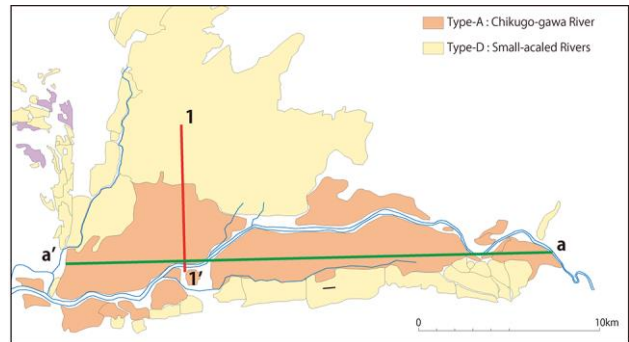 Type-A : Chikugo-gawa River
Type-D : Small-acaled Rivers
1
a'
a
1'
0
10km